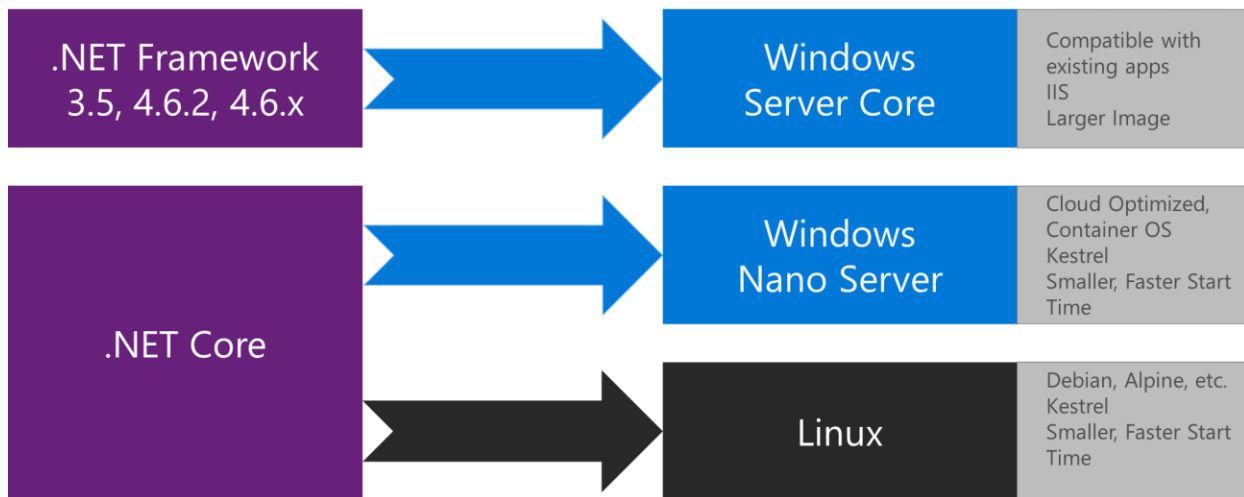 .NET Framework
3.5, 4.6.2, 4.6.x
Windows
Server Core
Compatible with
existing apps
IIS
Larger Image
.NET Core
Windows
Nano Server
Cloud Optimized,
Container OS
Kestrel
Smaller, Faster Start
Time
Linux
Debian, Alpine, etc.
Kestrel
Smaller, Faster Start
Time